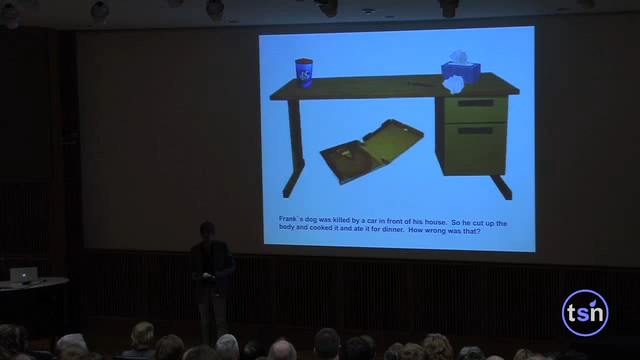 Frank`s dog was killed by a car in front of his house. So he cut up the
body and cooked it and ate it for dinner. How wrong was that?
tsn